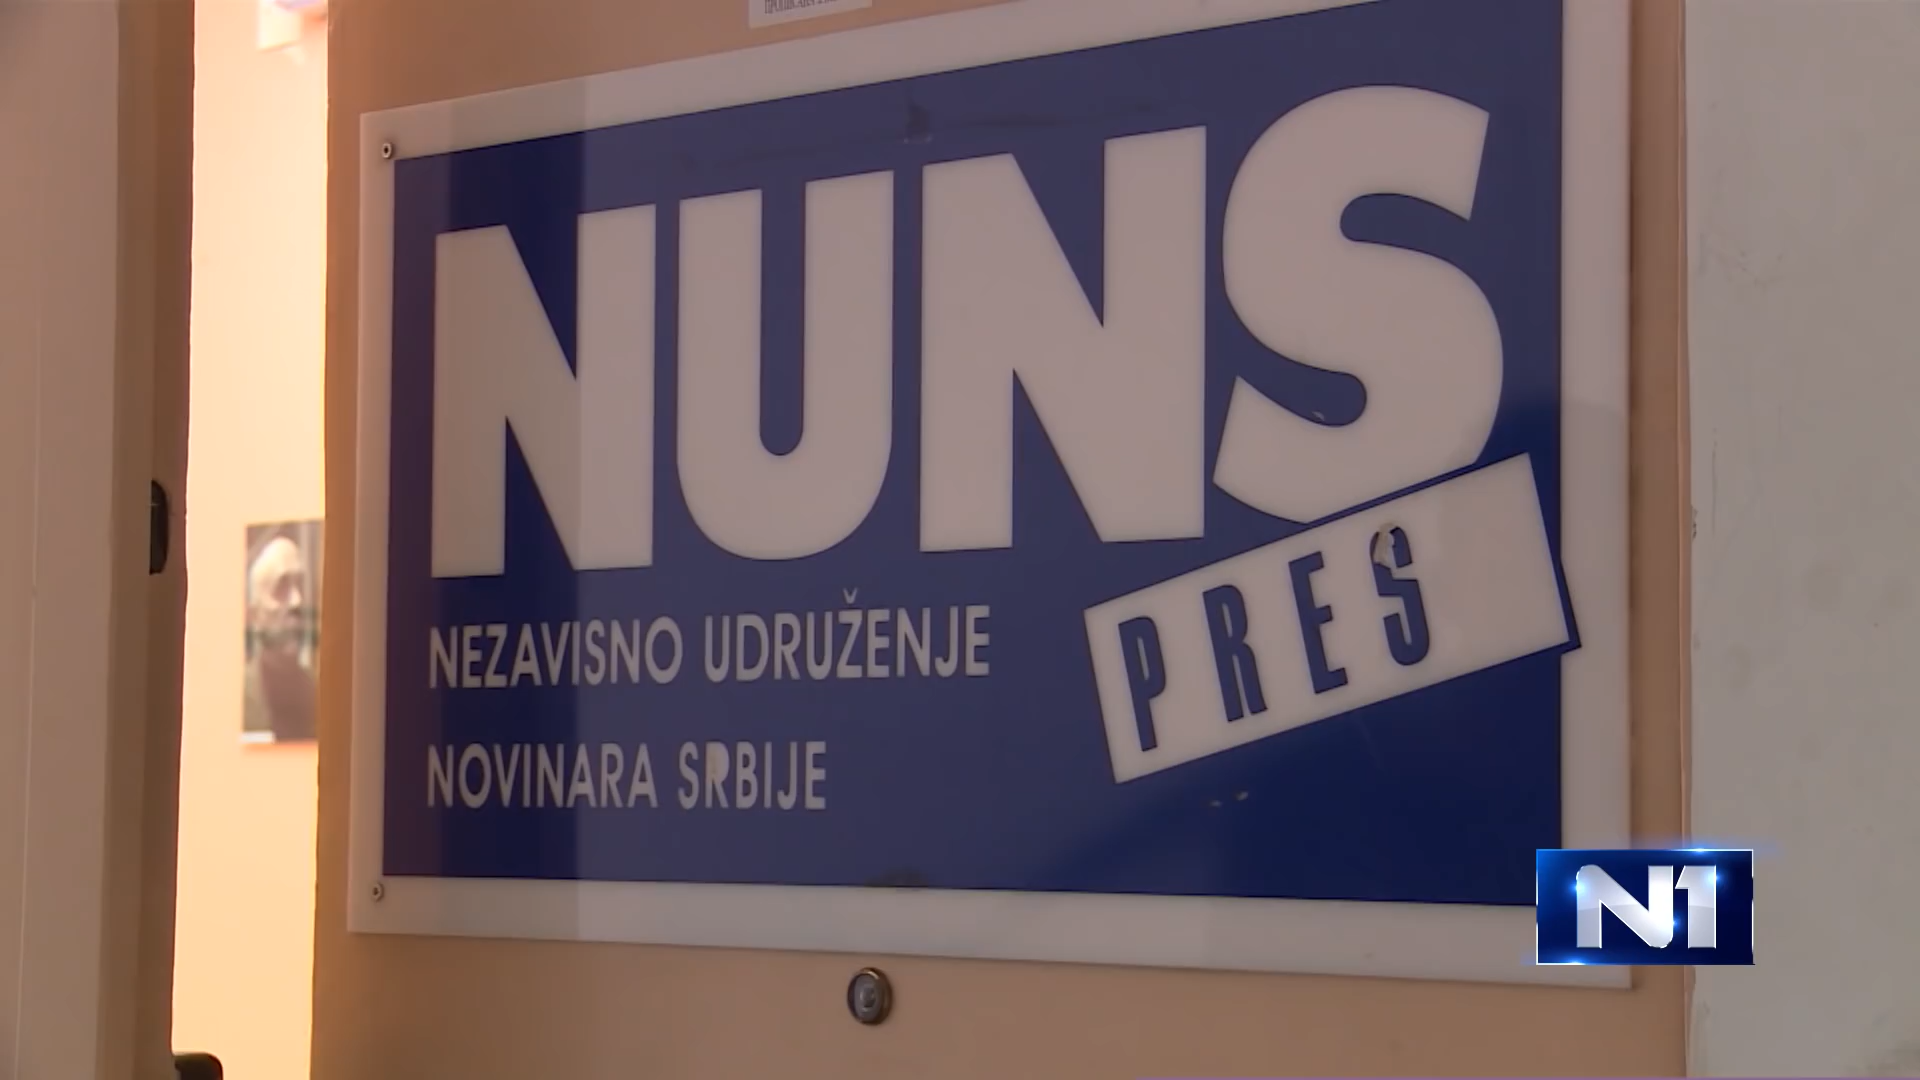 NUNS
PRES
NEZAVISNO UDRUŽENJE
NOVINARA SRBIJE
N1